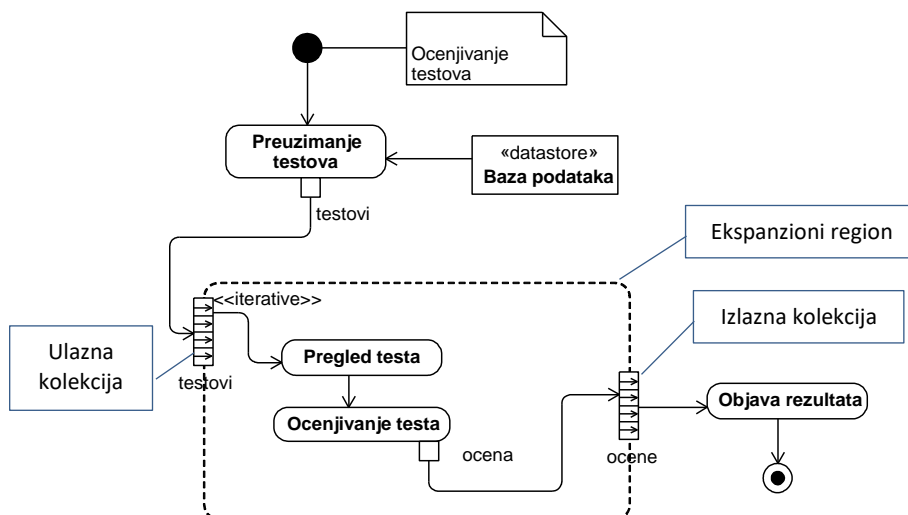 Ocenjivanje
testova
Preuzimanje
testova
«datastore»
Baza podataka
testovi
Ekspanzioni region
<<iterative>>
Izlazna kolekcija
Ulazna
kolekcija
testovi
Pregled testa
Objava rezultata
Ocenjivanje testa
ocena
ocene